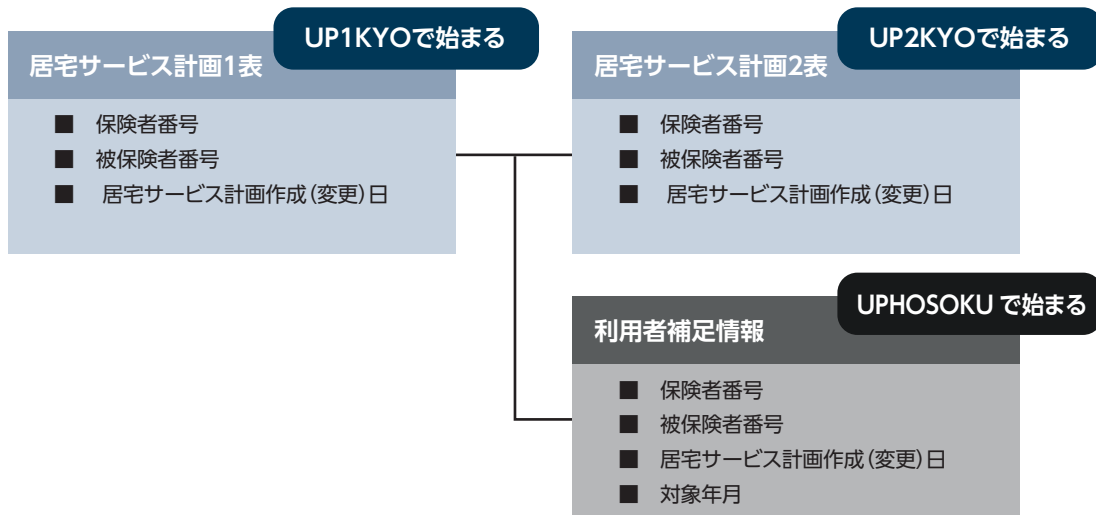 UP1KYOで始まる
居宅サービス計画1表
■ 保険者番号
■ 被保険者番号
■ 居宅サービス計画作成(変更)日
UP2KYOで始まる
居宅サービス計画2表
■ 保険者番号
■ 被保険者番号
■ 居宅サービス計画作成(変更)日
UPHOSOKU で始まる
利用者補足情報
■ 保険者番号
■ 被保険者番号
■ 居宅サービス計画作成(変更)日
■ 対象年月